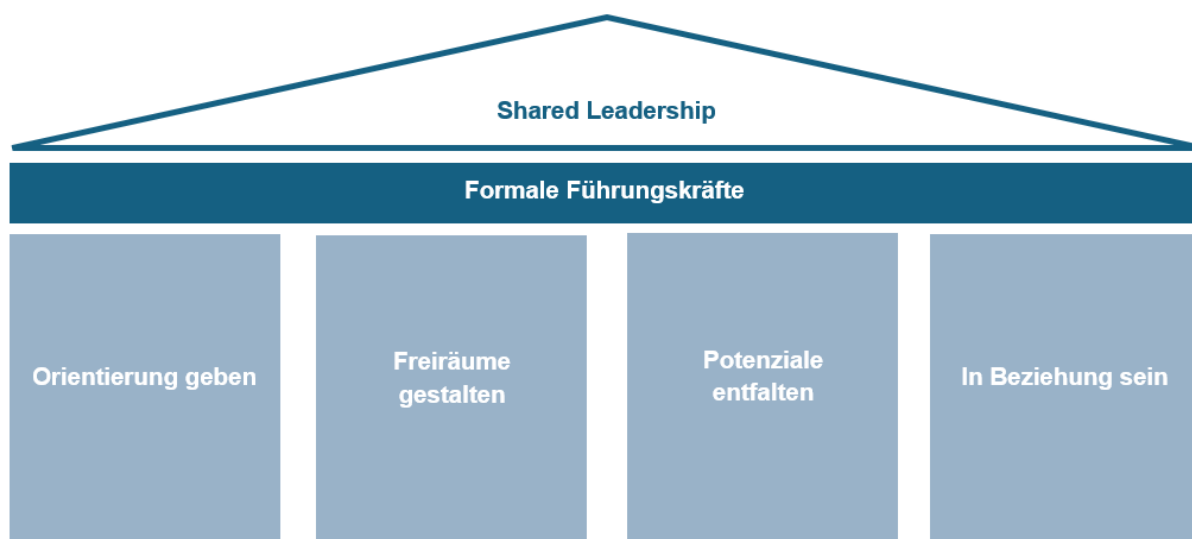 Shared Leadership
Formale Führungskräfte
Orientierung geben
Freiräume
gestalten
Potenziale
entfalten
In Beziehung sein